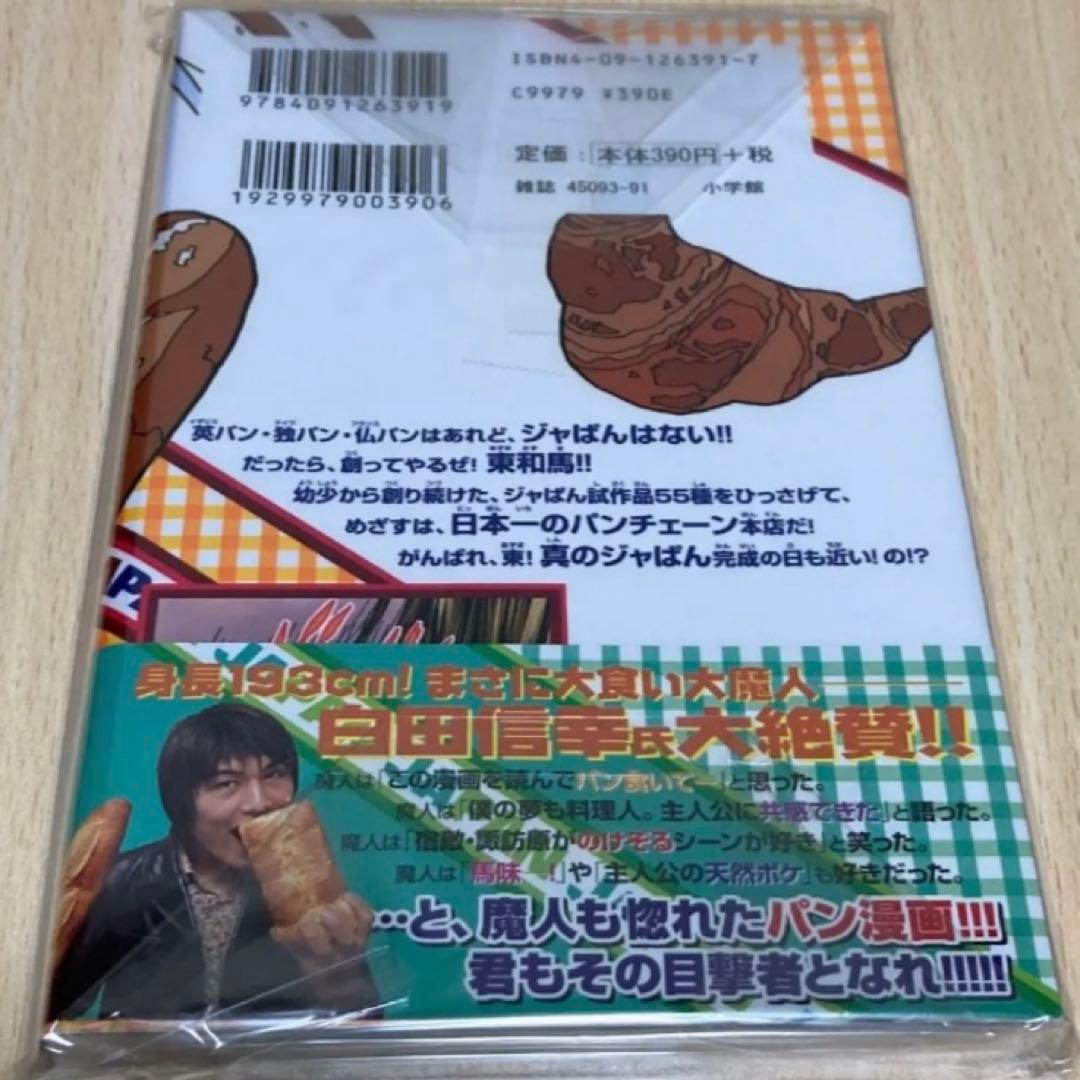 ISBN4-09-126391-7
9784091263919
C9979 ¥390E
定価：本体390円＋税
雑誌 45093-91 小学館
1929979003906
英パン・独パン・仏パンはあれど、ジャぱんはない!!
だったら、創ってやるぜ! 東和馬!!
幼少から創り続けた、ジャぱん試作品55種をひっさげて、
めざすは、日本一のパンチェーン本店だ!
がんばれ、東! 真のジャぱん完成の日も近い! の!?
身長193cm! まさに大食い大魔人――
白田信幸氏大絶賛!!
魔人は「この漫画を読んでパン食いてー」と思った。
魔人は「僕の夢も料理人。主人公に共感できた」と語った。
魔人は「宿敵・諏訪原がのけぞるシーンが好き」と笑った。
魔人は「馬味―!」や「主人公の天然ボケ」も好きだった。
…と、魔人も惚れたパン漫画!!!
君もその目撃者となれ!!!!!